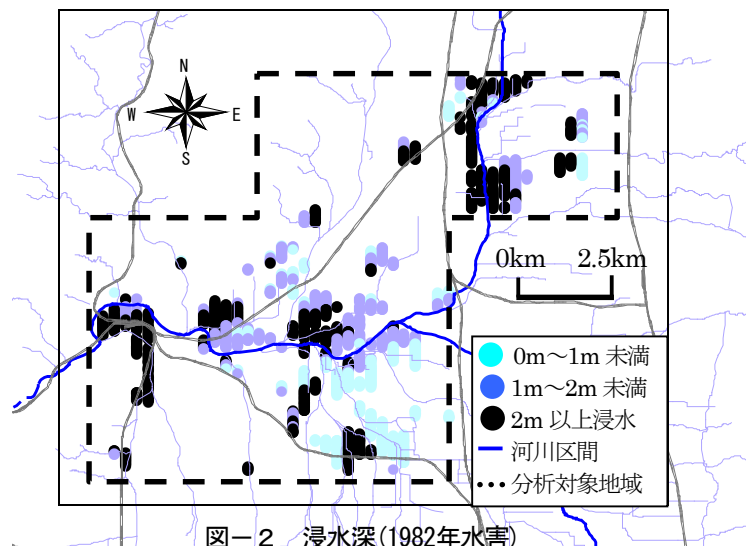 N
W E
S
0km 2.5km
0m～1m 未満
1m～2m 未満
2m 以上浸水
河川区間
分析対象地域
図－２ 浸水深(1982年水害)